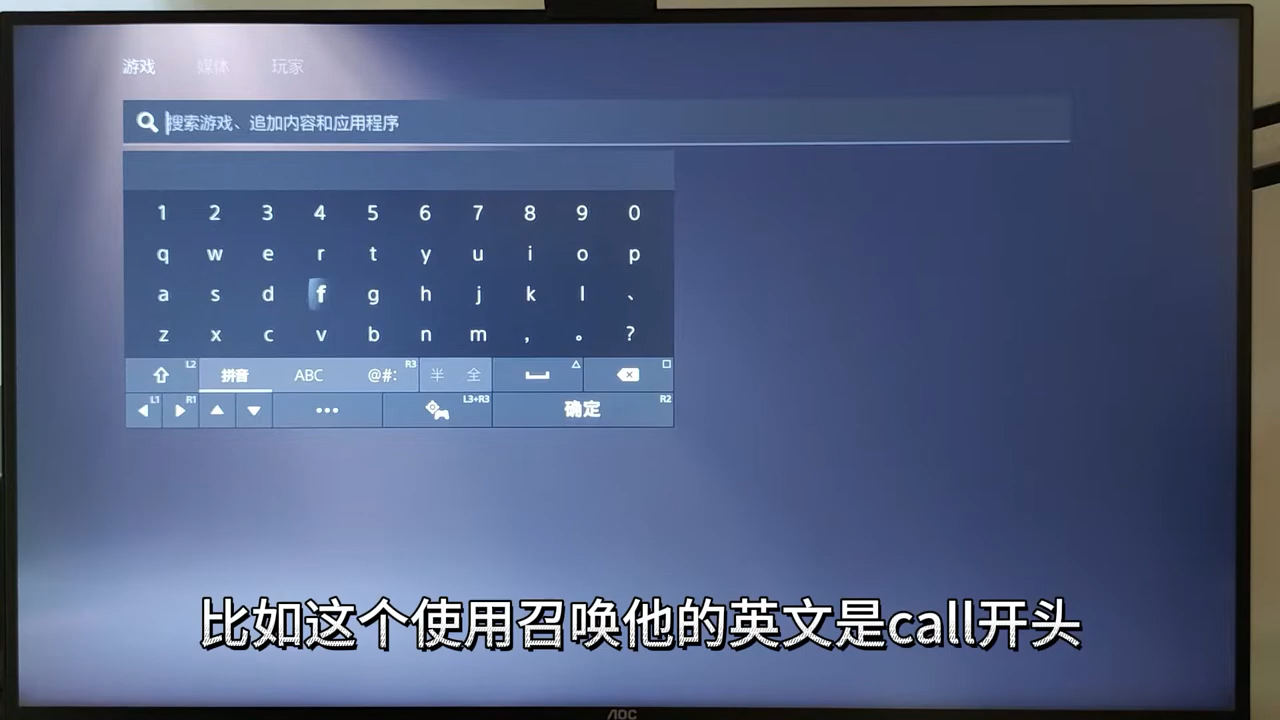 游戏 媒体 玩家
搜索游戏、追加内容和应用程序
1 2 3 4 5 6 7 8 9 0
q w e r t y u i o p
a s d f g h j k l 、
z x c v b n m , 。 ?
L2 拼音 ABC @#: R3 半 全
L1 R1 ••• L3+R3 确定 R2
比如这个使用召唤他的英文是call开头
AOC